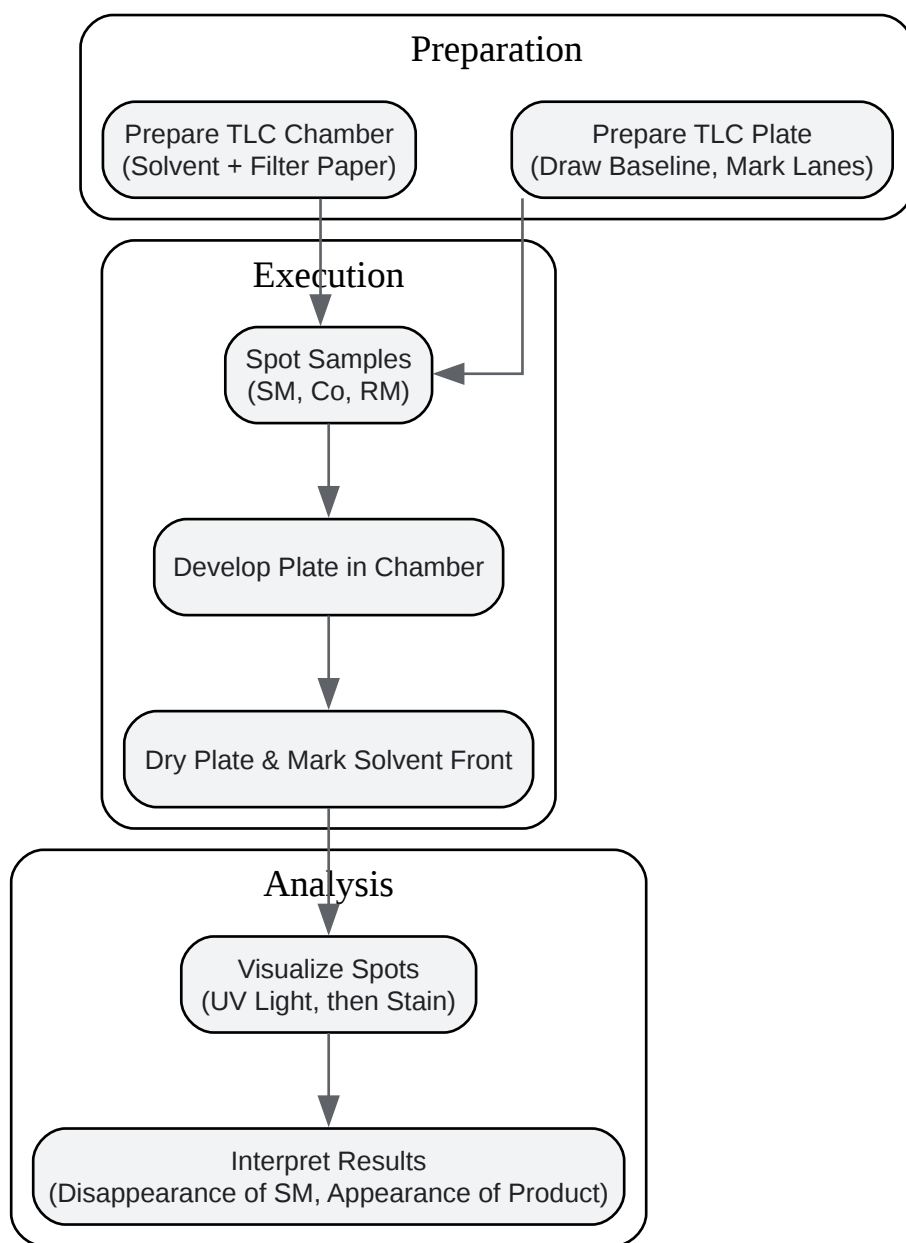 Preparation
Prepare TLC Chamber
(Solvent + Filter Paper)
Prepare TLC Plate
(Draw Baseline, Mark Lanes)
Execution
Spot Samples
(SM, Co, RM)
Develop Plate in Chamber
Dry Plate & Mark Solvent Front
Analysis
Visualize Spots
(UV Light, then Stain)
Interpret Results
(Disappearance of SM, Appearance of Product)